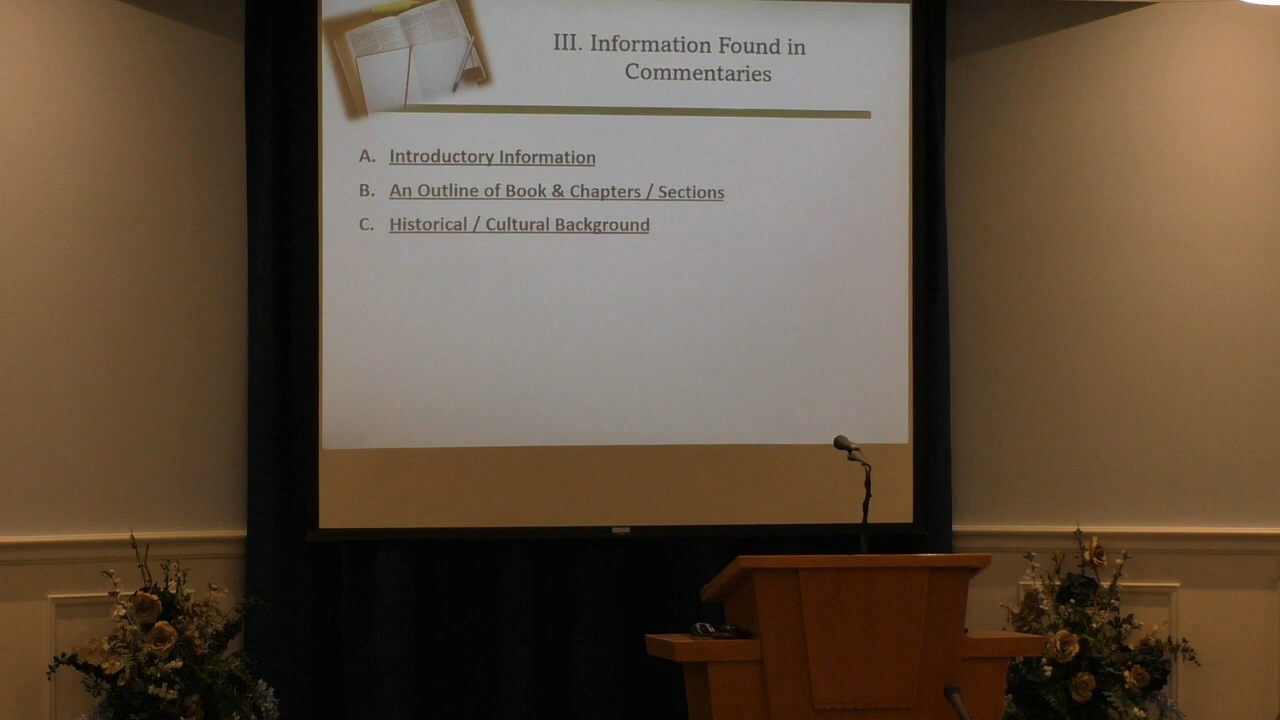 III. Information Found in
Commentaries
A. Introductory Information
B. An Outline of Book & Chapters / Sections
C. Historical / Cultural Background